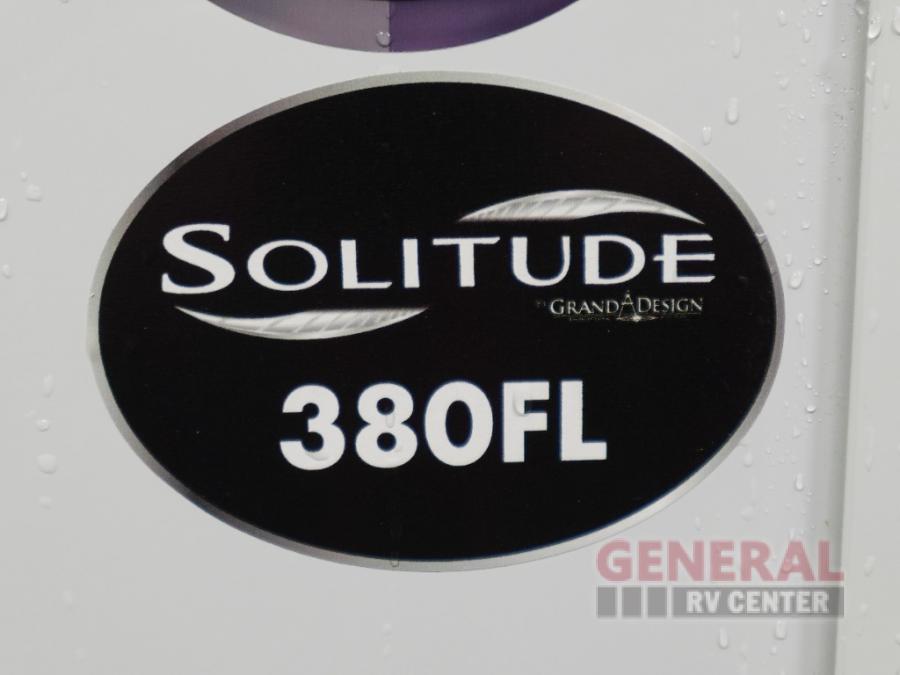 SOLITUDE
BY GRAND DESIGN
380FL
GENERAL
RV CENTER